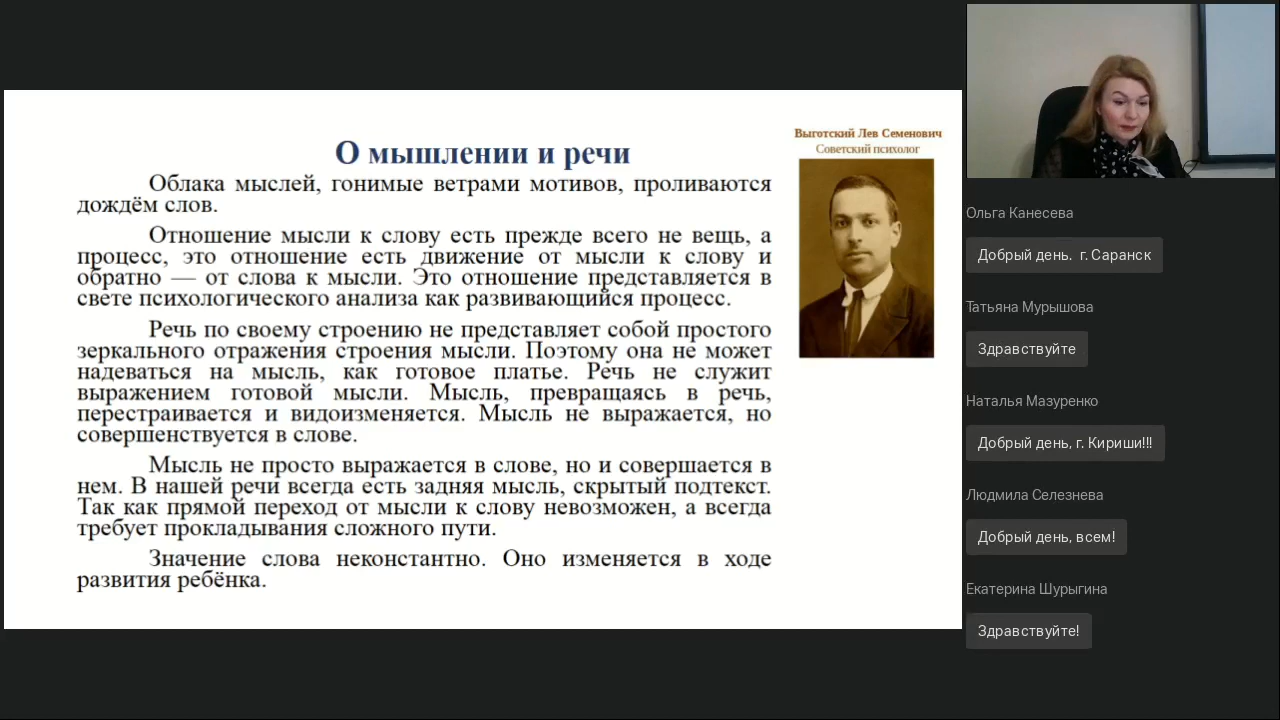 О мышлении и речи
Облака мыслей, гонимые ветрами мотивов, проливаются
дождём слов.
Отношение мысли к слову есть прежде всего не вещь, а
процесс, это отношение есть движение от мысли к слову и
обратно — от слова к мысли. Это отношение представляется в
свете психологического анализа как развивающийся процесс.
Речь по своему строению не представляет собой простого
зеркального отражения строения мысли. Поэтому она не может
надеваться на мысль, как готовое платье. Речь не служит
выражением готовой мысли. Мысль, превращаясь в речь,
перестраивается и видоизменяется. Мысль не выражается, но
совершенствуется в слове.
Мысль не просто выражается в слове, но и совершается в
нем. В нашей речи всегда есть задняя мысль, скрытый подтекст.
Так как прямой переход от мысли к слову невозможен, а всегда
требует прокладывания сложного пути.
Значение слова неконстантно. Оно изменяется в ходе
развития ребёнка.
Выготский Лев Семенович
Советский психолог
Ольга Канесева
Добрый день. г. Саранск
Татьяна Мурышова
Здравствуйте
Наталья Мазуренко
Добрый день, г. Кириши!!!
Людмила Селезнева
Добрый день, всем!
Екатерина Шурыгина
Здравствуйте!